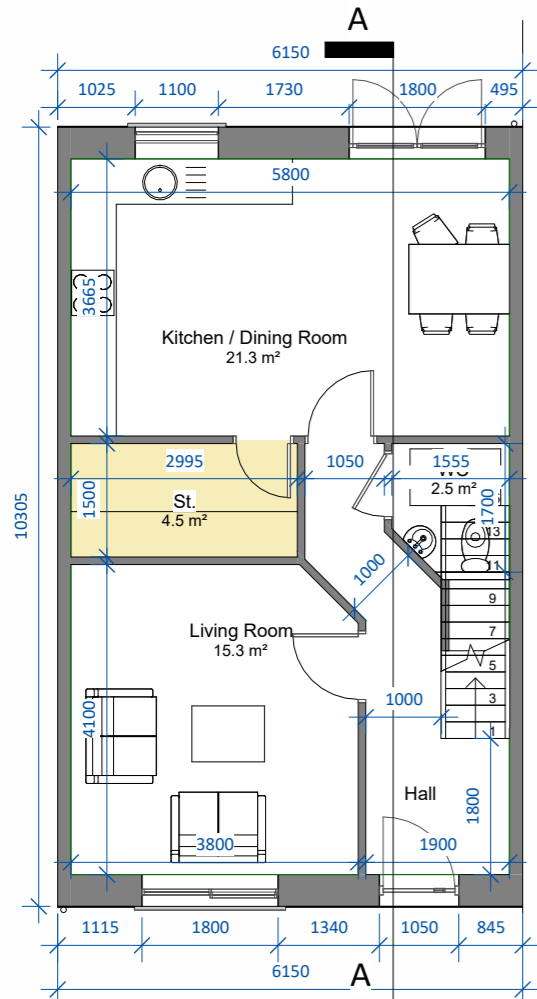 A
6150
1025 1100 1730 1800 495
5800
3665
Kitchen / Dining Room
21.3 m²
10305
2995 1050 1555
WC
St. 2.5 m²
1500 4.5 m² 1700
13
11
1000
9
Living Room 7
15.3 m²
5
1000 3
4100 1
Hall
1800
3800 1900
1115 1800 1340 1050 845
A
6150